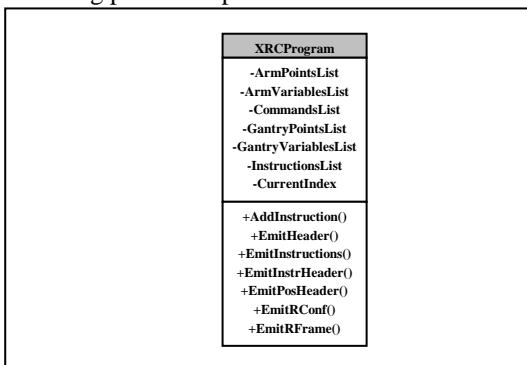 XRCProgram
-ArmPointsList
-ArmVariablesList
-CommandsList
-GantryPointsList
-GantryVariablesList
-InstructionsList
-CurrentIndex
+AddInstruction()
+EmitHeader()
+EmitInstructions()
+EmitInstrHeader()
+EmitPosHeader()
+EmitRConf()
+EmitRFrame()